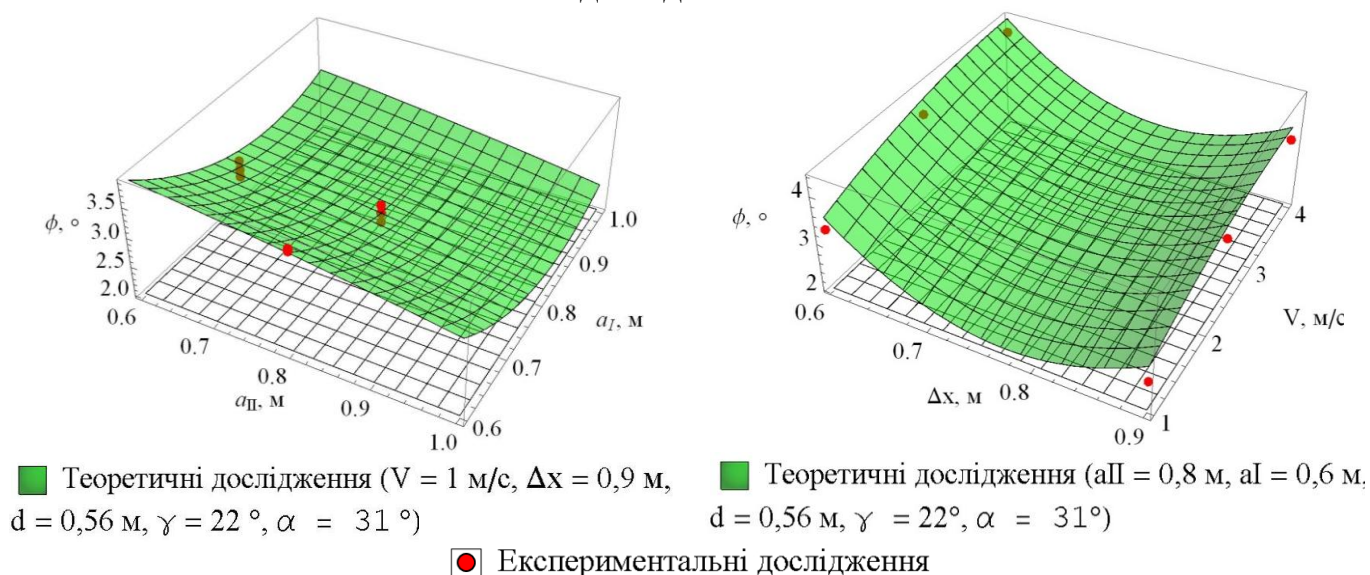 3.5
ϕ, °
3.0
2.5
2.0
0.6
0.7
0.8
a_II, м
0.9
1.0
0.6
0.7
0.8
a_I, м
0.9
1.0
4
ϕ, °
3
2
0.6
0.7
Δx, м
0.8
0.9
1
2
V, м/с
3
4
Теоретичні дослідження (V = 1 м/с, Δx = 0,9 м,
d = 0,56 м, γ = 22 °, α = 31 °)
Теоретичні дослідження (aII = 0,8 м, aI = 0,6 м,
d = 0,56 м, γ = 22°, α = 31°)
Експериментальні дослідження